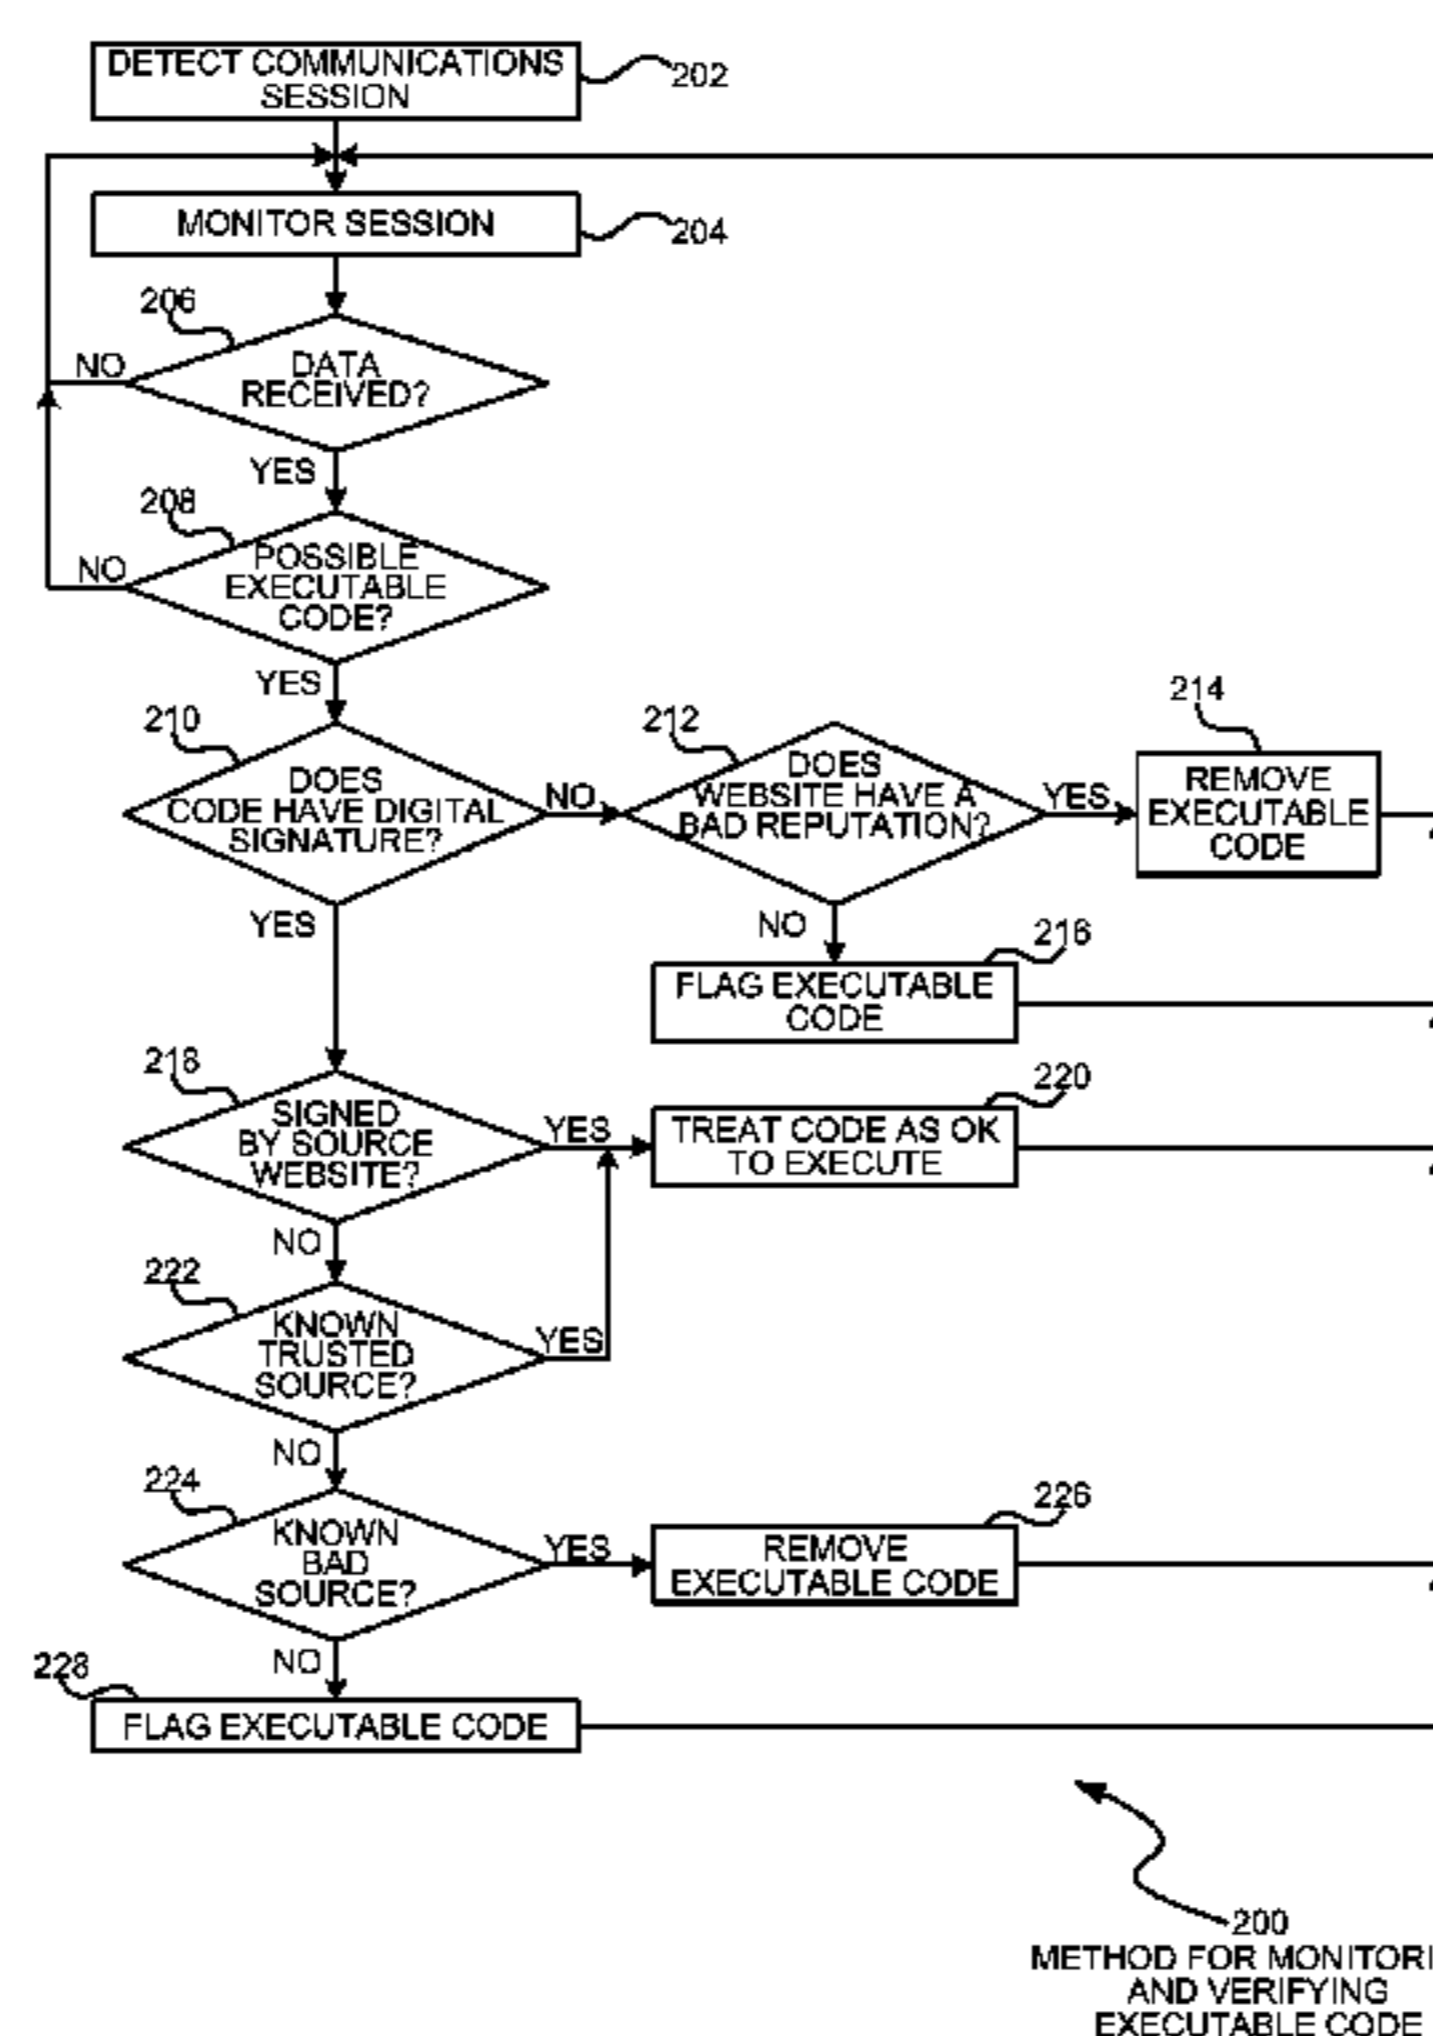 DETECT COMMUNICATIONS
SESSION
202
MONITOR SESSION
204
206
DATA
RECEIVED?
NO
YES
208
POSSIBLE
EXECUTABLE
CODE?
NO
YES
210
DOES
CODE HAVE DIGITAL
SIGNATURE?
NO
YES
212
DOES
WEBSITE HAVE A
BAD REPUTATION?
YES
NO
214
REMOVE
EXECUTABLE
CODE
216
FLAG EXECUTABLE
CODE
218
SIGNED
BY SOURCE
WEBSITE?
YES
NO
220
TREAT CODE AS OK
TO EXECUTE
222
KNOWN
TRUSTED
SOURCE?
YES
NO
224
KNOWN
BAD
SOURCE?
YES
NO
226
REMOVE
EXECUTABLE CODE
228
FLAG EXECUTABLE CODE
200
METHOD FOR MONITORI
AND VERIFYING
EXECUTABLE CODE